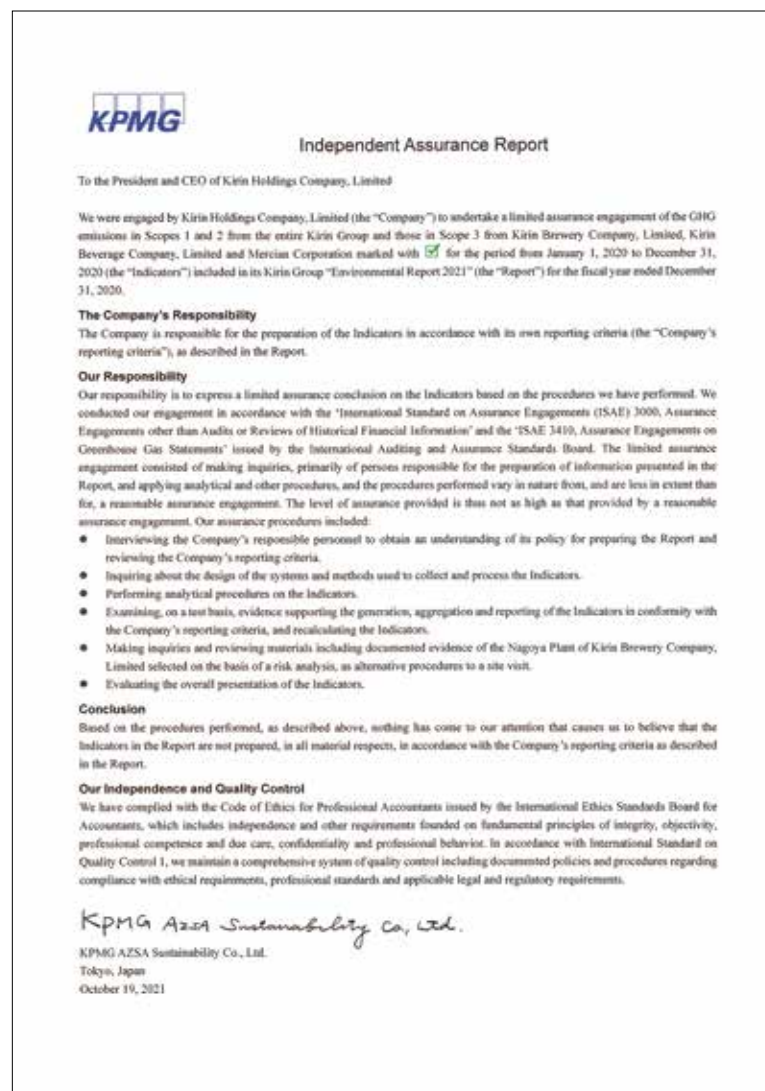 KPMG
Independent Assurance Report
To the President and CEO of Kirin Holdings Company, Limited
We were engaged by Kirin Holdings Company, Limited (the “Company”) to undertake a limited assurance engagement of the GHG
emissions in Scopes 1 and 2 from the entire Kirin Group and those in Scope 3 from Kirin Brewery Company, Limited, Kirin
Beverage Company, Limited and Mercian Corporation marked with ☑ for the period from January 1, 2020 to December 31,
2020 (the “Indicators”) included in its Kirin Group “Environmental Report 2021” (the “Report”) for the fiscal year ended December
31, 2020.
The Company’s Responsibility
The Company is responsible for the preparation of the Indicators in accordance with its own reporting criteria (the “Company’s
reporting criteria”), as described in the Report.
Our Responsibility
Our responsibility is to express a limited assurance conclusion on the Indicators based on the procedures we have performed. We
conducted our engagement in accordance with the ‘International Standard on Assurance Engagements (ISAE) 3000, Assurance
Engagements other than Audits or Reviews of Historical Financial Information’ and the ‘ISAE 3410, Assurance Engagements on
Greenhouse Gas Statements’ issued by the International Auditing and Assurance Standards Board. The limited assurance
engagement consisted of making inquiries, primarily of persons responsible for the preparation of information presented in the
Report, and applying analytical and other procedures, and the procedures performed vary in nature from, and are less in extent than
for, a reasonable assurance engagement. The level of assurance provided is thus not as high as that provided by a reasonable
assurance engagement. Our assurance procedures included:
● Interviewing the Company’s responsible personnel to obtain an understanding of its policy for preparing the Report and
reviewing the Company’s reporting criteria.
● Inquiring about the design of the systems and methods used to collect and process the Indicators.
● Performing analytical procedures on the Indicators.
● Examining, on a test basis, evidence supporting the generation, aggregation and reporting of the Indicators in conformity with
the Company’s reporting criteria, and recalculating the Indicators.
● Making inquiries and reviewing materials including documented evidence of the Nagoya Plant of Kirin Brewery Company,
Limited selected on the basis of a risk analysis, as alternative procedures to a site visit.
● Evaluating the overall presentation of the Indicators.
Conclusion
Based on the procedures performed, as described above, nothing has come to our attention that causes us to believe that the
Indicators in the Report are not prepared, in all material respects, in accordance with the Company’s reporting criteria as described
in the Report.
Our Independence and Quality Control
We have complied with the Code of Ethics for Professional Accountants issued by the International Ethics Standards Board for
Accountants, which includes independence and other requirements founded on fundamental principles of integrity, objectivity,
professional competence and due care, confidentiality and professional behavior. In accordance with International Standard on
Quality Control 1, we maintain a comprehensive system of quality control including documented policies and procedures regarding
compliance with ethical requirements, professional standards and applicable legal and regulatory requirements.
KPMG AZSA Sustainability Co., Ltd.
KPMG AZSA Sustainability Co., Ltd.
Tokyo, Japan
October 19, 2021